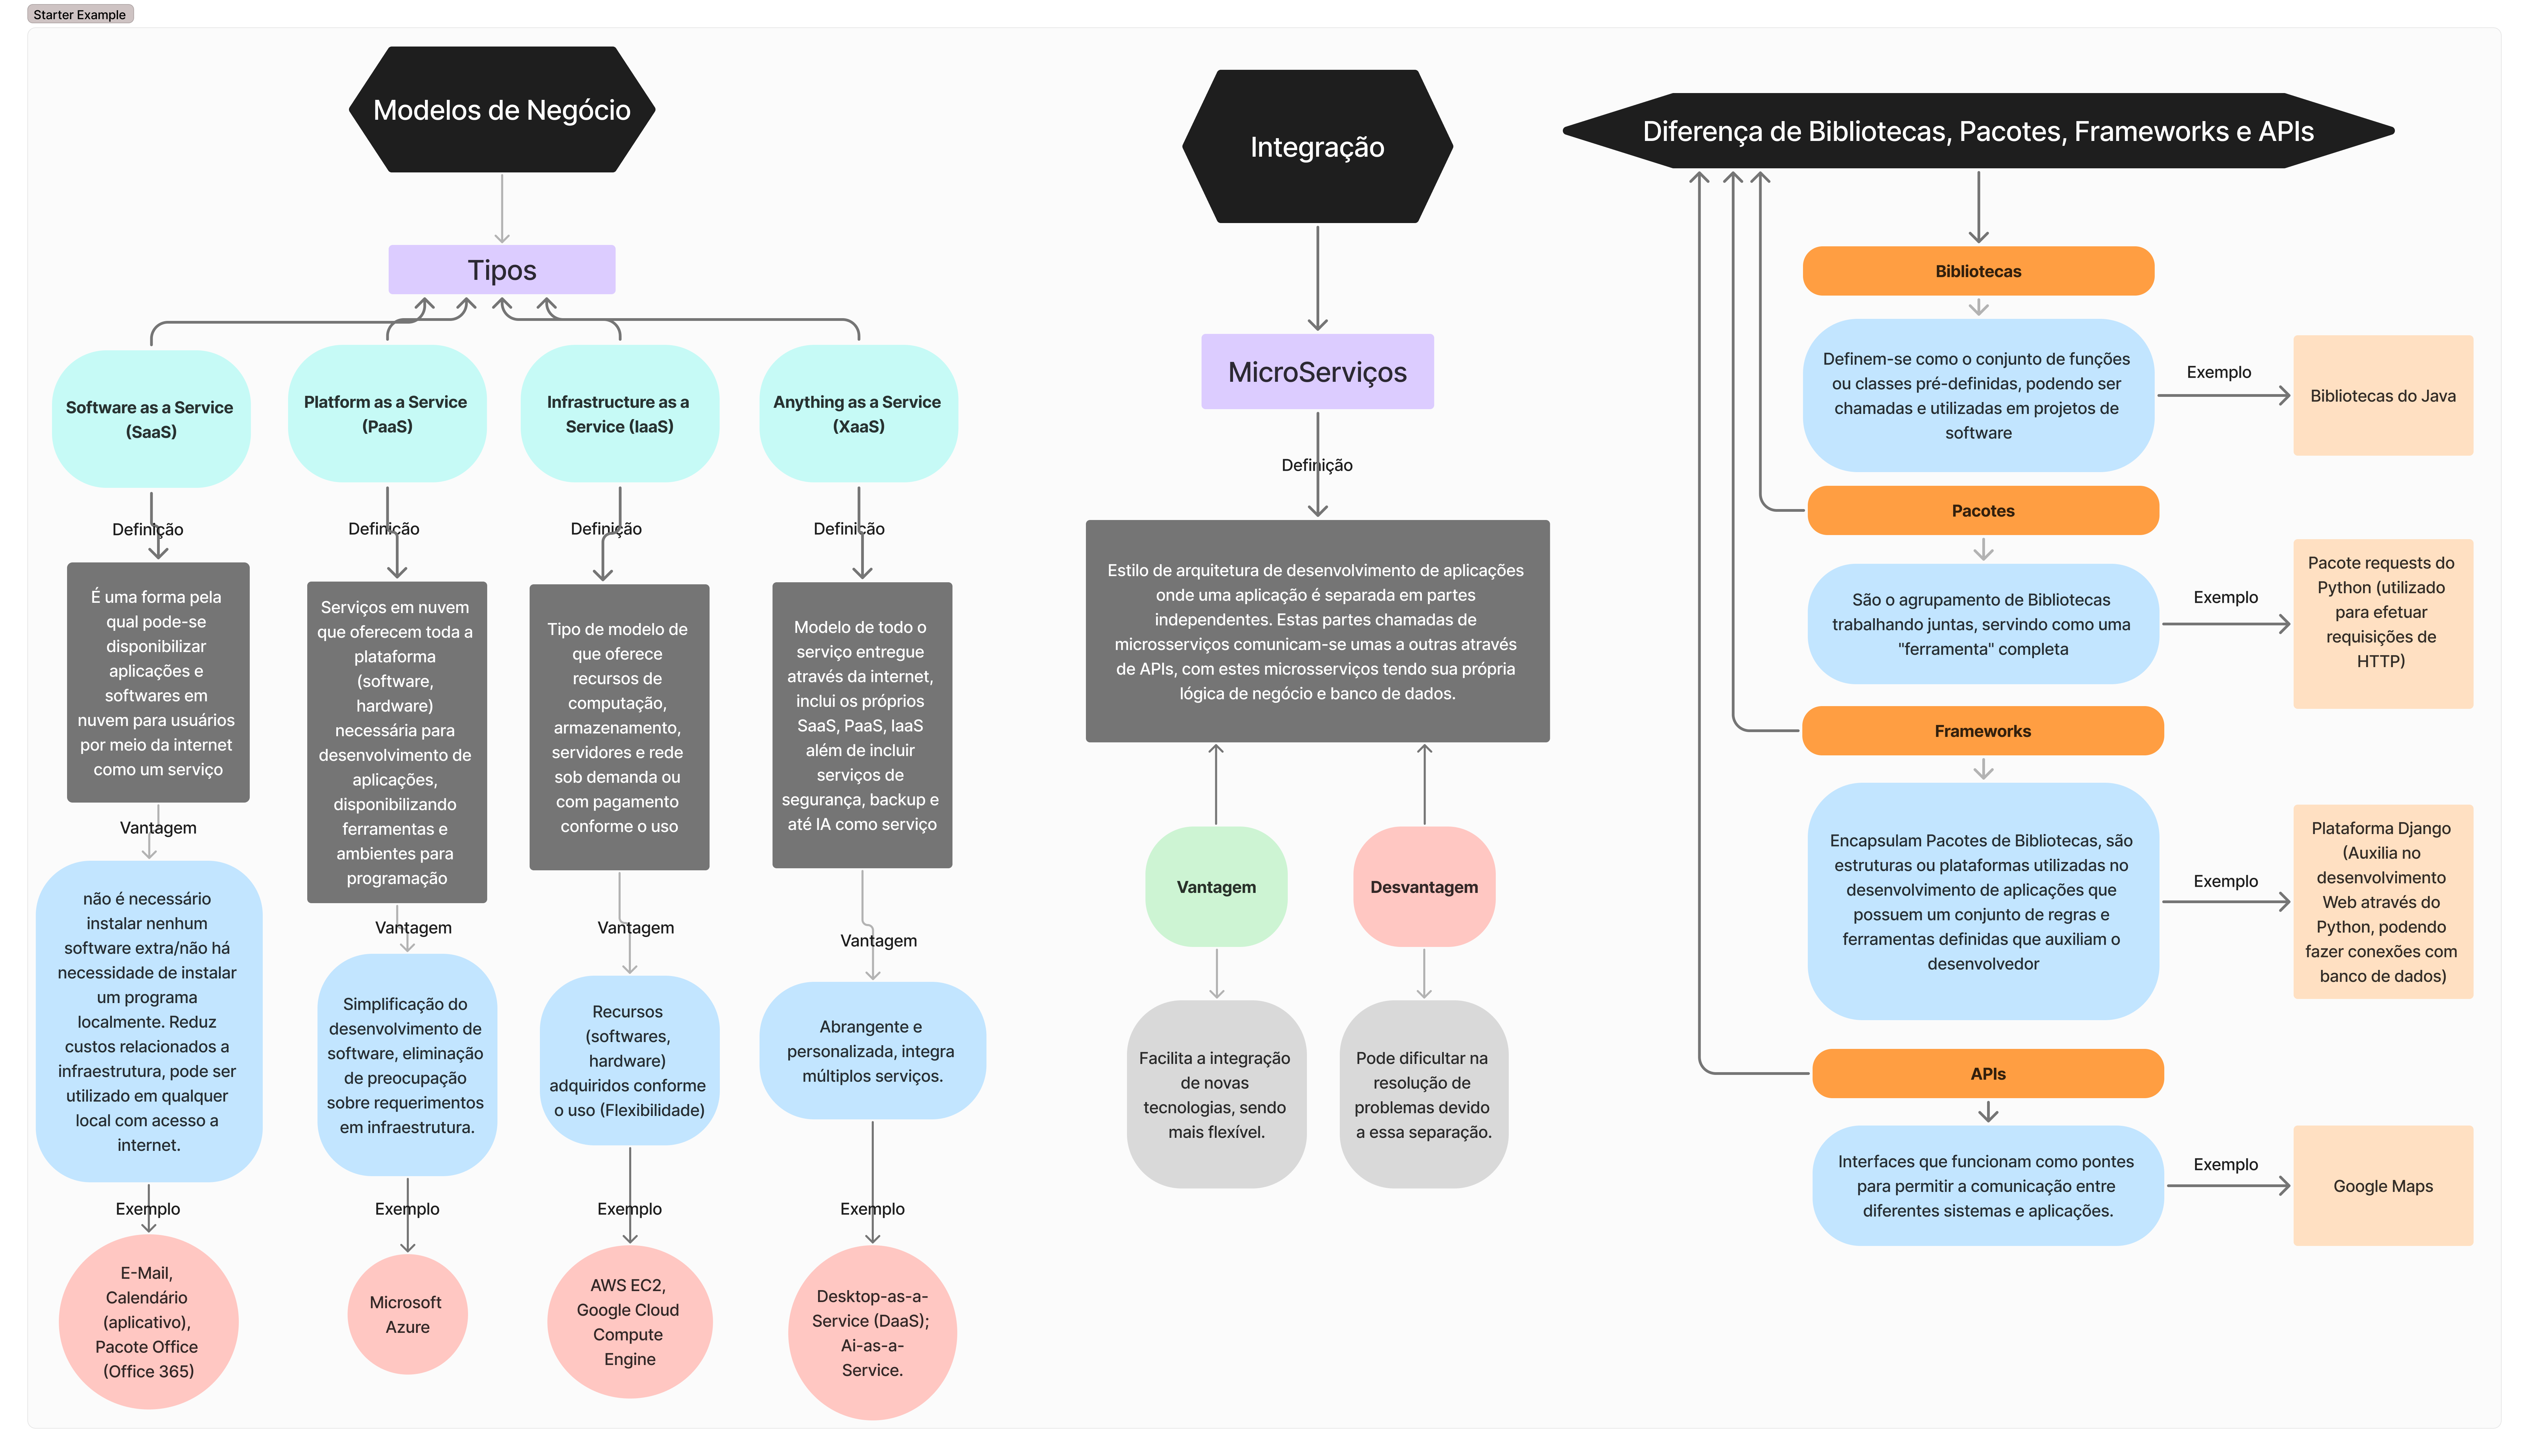 Starter Example
Modelos de Negócio
Tipos
Software as a Service
(SaaS)
Definição
É uma forma pela
qual pode-se
disponibilizar
aplicações e
softwares em
nuvem para usuários
por meio da internet
como um serviço
Vantagem
não é necessário
instalar nenhum
software extra/não há
necessidade de instalar
um programa
localmente. Reduz
custos relacionados a
infraestrutura, pode ser
utilizado em qualquer
local com acesso a
internet.
Exemplo
E-Mail,
Calendário
(aplicativo),
Pacote Office
(Office 365)
Platform as a Service
(PaaS)
Definição
Serviços em nuvem
que oferecem toda a
plataforma
(software,
hardware)
necessária para
desenvolvimento de
aplicações,
disponibilizando
ferramentas e
ambientes para
programação
Vantagem
Simplificação do
desenvolvimento de
software, eliminação
de preocupação
sobre requerimentos
em infraestrutura.
Exemplo
Microsoft
Azure
Infrastructure as a
Service (IaaS)
Definição
Tipo de modelo de
que oferece
recursos de
computação,
armazenamento,
servidores e rede
sob demanda ou
com pagamento
conforme o uso
Vantagem
Recursos
(softwares,
hardware)
adquiridos conforme
o uso (Flexibilidade)
Exemplo
AWS EC2,
Google Cloud
Compute
Engine
Anything as a Service
(XaaS)
Definição
Modelo de todo o
serviço entregue
através da internet,
inclui os próprios
SaaS, PaaS, IaaS
além de incluir
serviços de
segurança, backup e
até IA como serviço
Vantagem
Abrangente e
personalizada, integra
múltiplos serviços.
Exemplo
Desktop-as-a-
Service (DaaS);
Ai-as-a-
Service.
Integração
MicroServiços
Definição
Estilo de arquitetura de desenvolvimento de aplicações
onde uma aplicação é separada em partes
independentes. Estas partes chamadas de
microsserviços comunicam-se umas a outras através
de APIs, com estes microsserviços tendo sua própria
lógica de negócio e banco de dados.
Vantagem
Facilita a integração
de novas
tecnologias, sendo
mais flexível.
Desvantagem
Pode dificultar na
resolução de
problemas devido
a essa separação.
Diferença de Bibliotecas, Pacotes, Frameworks e APIs
Bibliotecas
Definem-se como o conjunto de funções
ou classes pré-definidas, podendo ser
chamadas e utilizadas em projetos de
software
Exemplo
Bibliotecas do Java
Pacotes
São o agrupamento de Bibliotecas
trabalhando juntas, servindo como uma
"ferramenta" completa
Exemplo
Pacote requests do
Python (utilizado
para efetuar
requisições de
HTTP)
Frameworks
Encapsulam Pacotes de Bibliotecas, são
estruturas ou plataformas utilizadas no
desenvolvimento de aplicações que
possuem um conjunto de regras e
ferramentas definidas que auxiliam o
desenvolvedor
Exemplo
Plataforma Django
(Auxilia no
desenvolvimento
Web através do
Python, podendo
fazer conexões com
banco de dados)
APIs
Interfaces que funcionam como pontes
para permitir a comunicação entre
diferentes sistemas e aplicações.
Exemplo
Google Maps